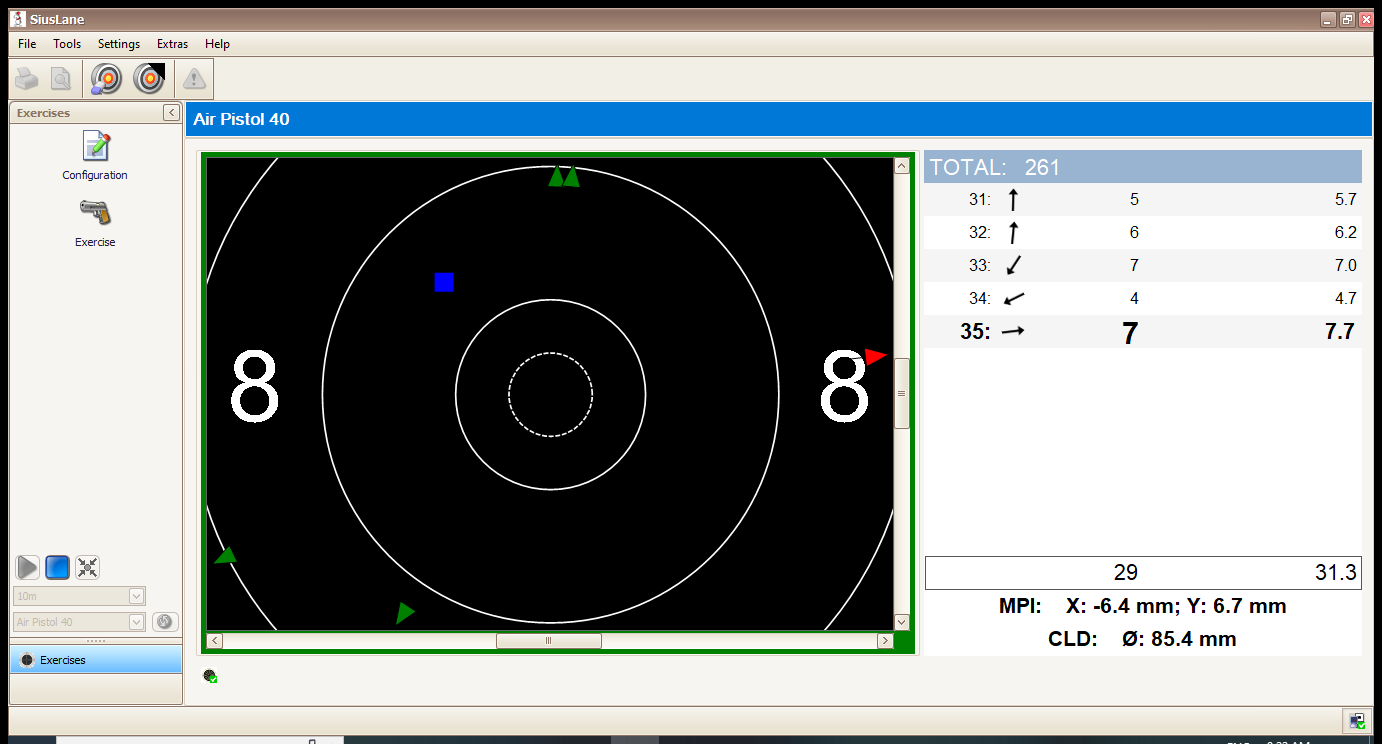 SiusLane
File Tools Settings Extras Help
Exercises
Air Pistol 40
Configuration
Exercise
8 8
TOTAL: 261
31: 5 5.7
32: 6 6.2
33: 7 7.0
34: 4 4.7
35: 7 7.7
29 31.3
MPI: X: -6.4 mm; Y: 6.7 mm
CLD: Ø: 85.4 mm
10m
Air Pistol 40
Exercises